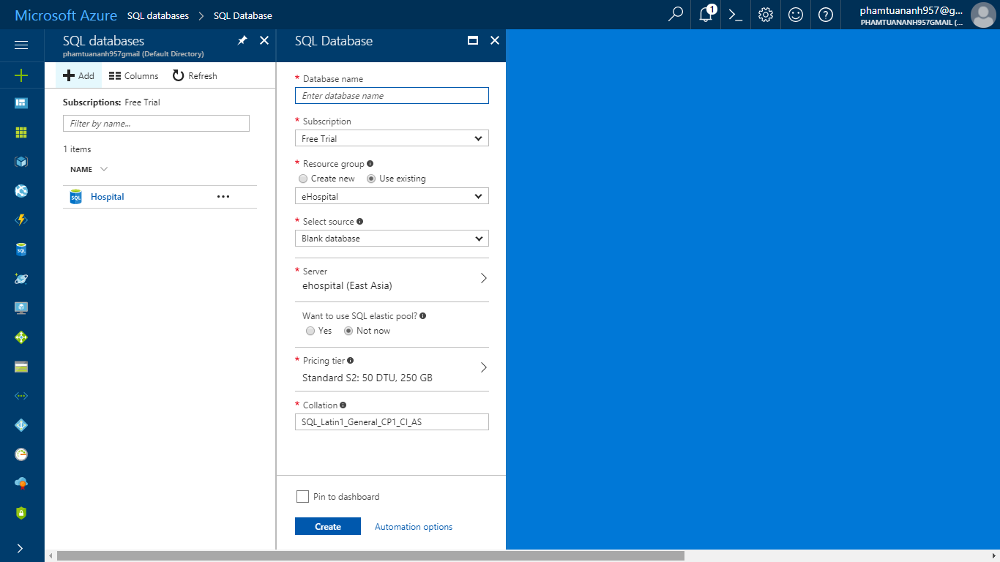 Microsoft Azure SQL databases > SQL Database
1
phamtuananh957@g...
PHAMTUANANH957GMAIL (...
SQL databases
phamtuananh957gmail (Default Directory)
Add Columns Refresh
Subscriptions: Free Trial
Filter by name...
1 items
NAME
SQL Hospital •••
SQL
SQL Database
* Database name
Enter database name
* Subscription
Free Trial
* Resource group
Create new Use existing
eHospital
* Select source
Blank database
* Server
ehospital (East Asia)
Want to use SQL elastic pool?
Yes Not now
* Pricing tier
Standard S2: 50 DTU, 250 GB
* Collation
SQL_Latin1_General_CP1_CI_AS
Pin to dashboard
Create Automation options